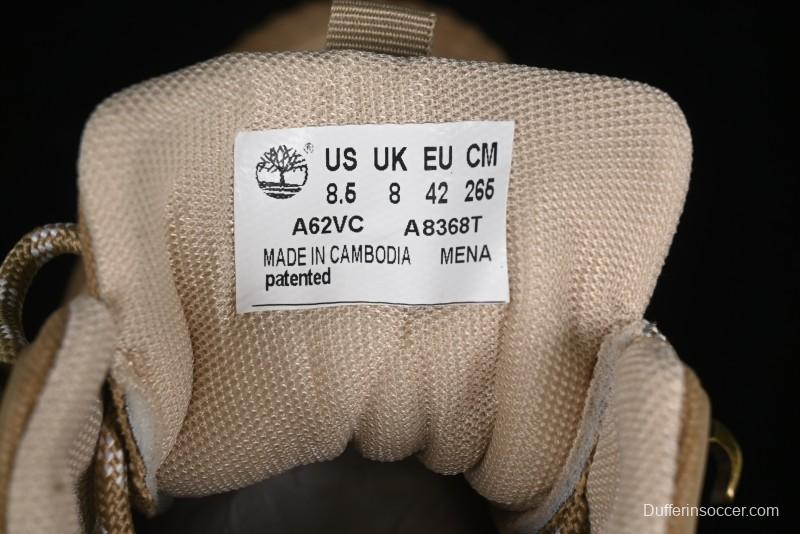 ® US UK EU CM
8.5 8 42 265
A62VC A8368T
MADE IN CAMBODIA MENA
patented
Dufferinsoccer.com